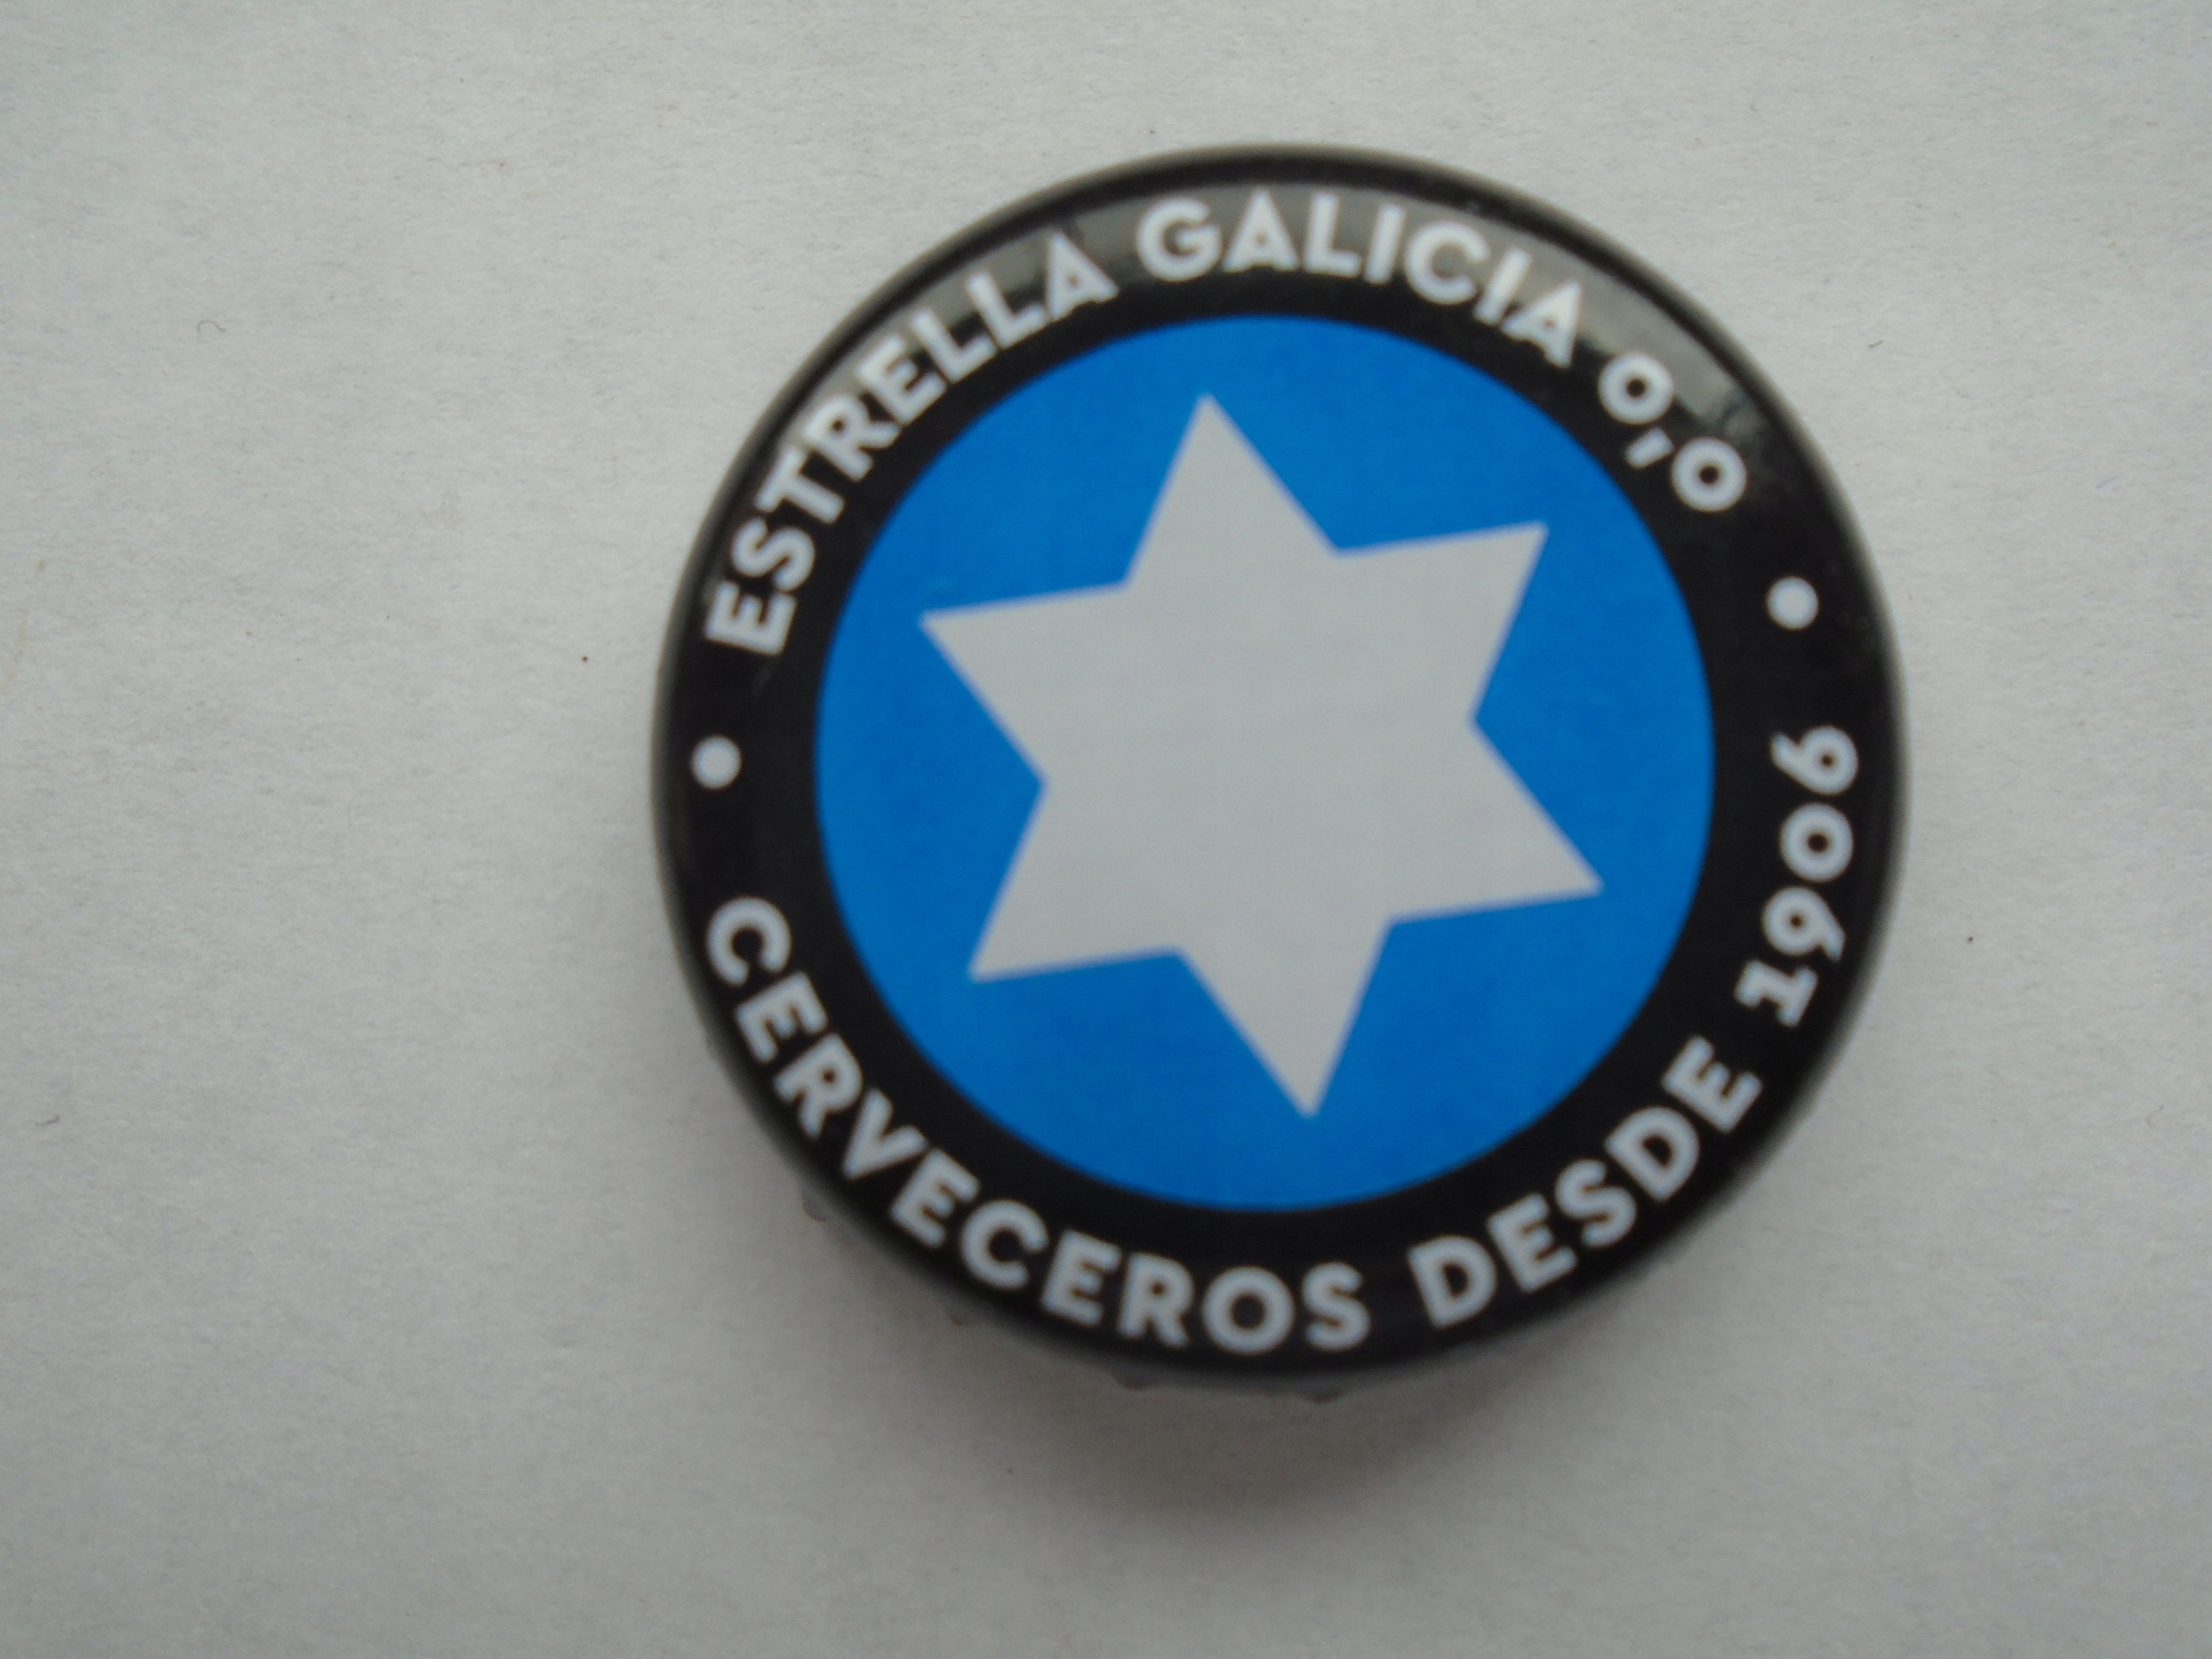 ESTRELLA GALICIA 0,0
CERVECEROS DESDE 1906